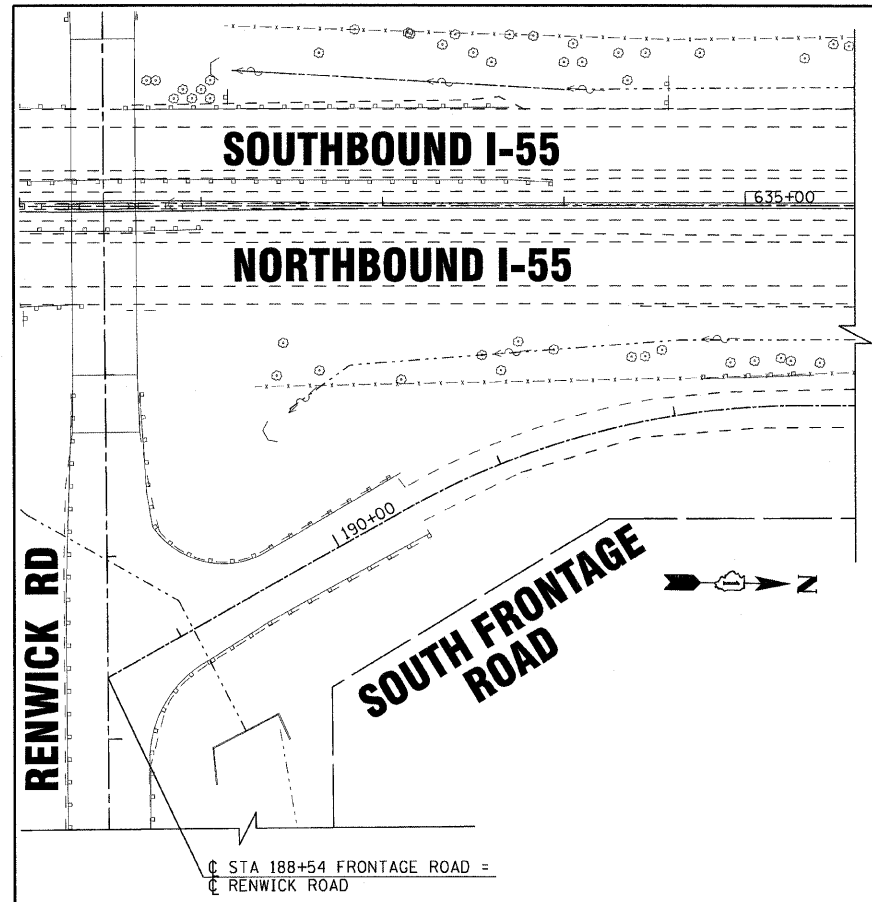 SOUTHBOUND I-55
635+00
NORTHBOUND I-55
190+00
SOUTH FRONTAGE
ROAD
N
RENWICK RD
℄ STA 188+54 FRONTAGE ROAD =
℄ RENWICK ROAD